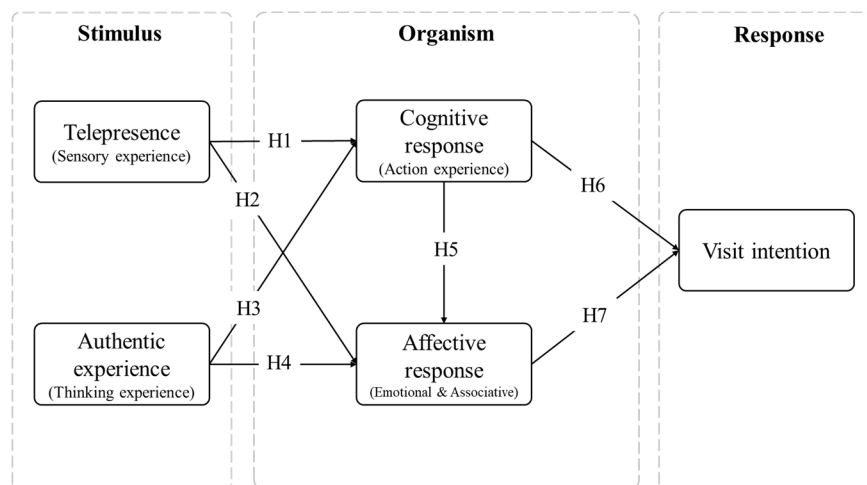 Stimulus
Organism
Response
Telepresence
(Sensory experience)
H1
Cognitive
response
(Action experience)
H2
H6
H5
Visit intention
H3
H7
Authentic
experience
(Thinking experience)
H4
Affective
response
(Emotional & Associative)